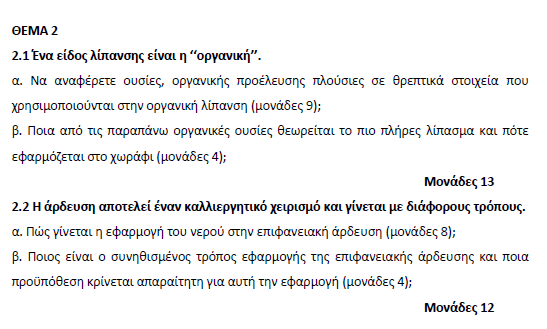 ΘΕΜΑ 2
2.1 Ένα είδος λίπανσης είναι η ‘‘οργανική’’.
α. Να αναφέρετε ουσίες, οργανικής προέλευσης πλούσιες σε θρεπτικά στοιχεία που
χρησιμοποιούνται στην οργανική λίπανση (μονάδες 9);
β. Ποια από τις παραπάνω οργανικές ουσίες θεωρείται το πιο πλήρες λίπασμα και πότε
εφαρμόζεται στο χωράφι (μονάδες 4);
Μονάδες 13
2.2 Η άρδευση αποτελεί έναν καλλιεργητικό χειρισμό και γίνεται με διάφορους τρόπους.
α. Πώς γίνεται η εφαρμογή του νερού στην επιφανειακή άρδευση (μονάδες 8);
β. Ποιος είναι ο συνηθισμένος τρόπος εφαρμογής της επιφανειακής άρδευσης και ποια
προϋπόθεση κρίνεται απαραίτητη για αυτή την εφαρμογή (μονάδες 4);
Μονάδες 12